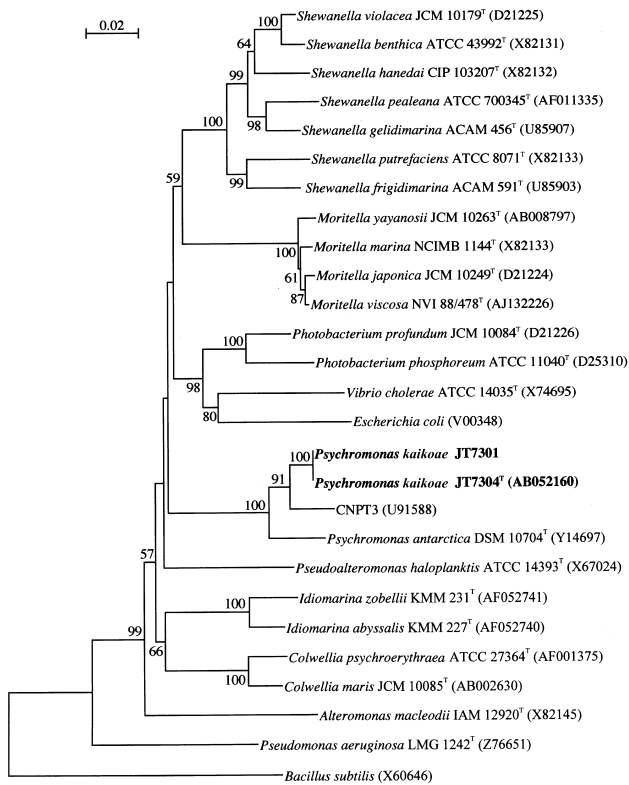 0.02
100
Shewanella violacea JCM 10179ᵀ (D21225)
Shewanella benthica ATCC 43992ᵀ (X82131)
64
Shewanella hanedai CIP 103207ᵀ (X82132)
99
Shewanella pealeana ATCC 700345ᵀ (AF011335)
98
Shewanella gelidimarina ACAM 456ᵀ (U85907)
100
Shewanella putrefaciens ATCC 8071ᵀ (X82133)
99
Shewanella frigidimarina ACAM 591ᵀ (U85903)
59
Moritella yayanosii JCM 10263ᵀ (AB008797)
100
Moritella marina NCIMB 1144ᵀ (X82133)
61
Moritella japonica JCM 10249ᵀ (D21224)
87
Moritella viscosa NVI 88/478ᵀ (AJ132226)
100
Photobacterium profundum JCM 10084ᵀ (D21226)
Photobacterium phosphoreum ATCC 11040ᵀ (D25310)
98
Vibrio cholerae ATCC 14035ᵀ (X74695)
80
Escherichia coli (V00348)
100
Psychromonas kaikoae JT7301
91
Psychromonas kaikoae JT7304ᵀ (AB052160)
100
CNPT3 (U91588)
Psychromonas antarctica DSM 10704ᵀ (Y14697)
57
Pseudoalteromonas haloplanktis ATCC 14393ᵀ (X67024)
100
Idiomarina zobellii KMM 231ᵀ (AF052741)
99
Idiomarina abyssalis KMM 227ᵀ (AF052740)
66
Colwellia psychroerythraea ATCC 27364ᵀ (AF001375)
100
Colwellia maris JCM 10085ᵀ (AB002630)
Alteromonas macleodii IAM 12920ᵀ (X82145)
Pseudomonas aeruginosa LMG 1242ᵀ (Z76651)
Bacillus subtilis (X60646)